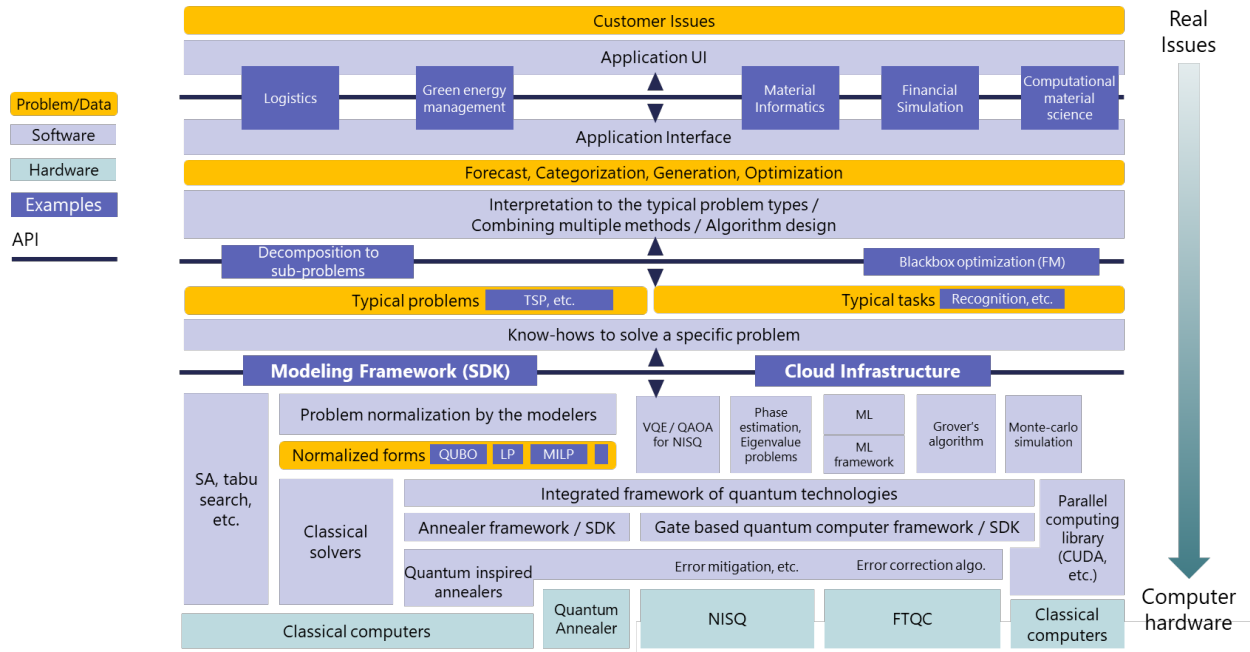 Customer Issues
Real
Issues
Application UI
Logistics
Green energy
management
Material
Informatics
Financial
Simulation
Computational
material
science
Problem/Data
Software
Hardware
Examples
API
Application Interface
Forecast, Categorization, Generation, Optimization
Interpretation to the typical problem types /
Combining multiple methods / Algorithm design
Decomposition to
sub-problems
Blackbox optimization (FM)
Typical problems
TSP, etc.
Typical tasks
Recognition, etc.
Know-hows to solve a specific problem
Modeling Framework (SDK)
Cloud Infrastructure
SA, tabu
search,
etc.
Problem normalization by the modelers
Normalized forms
QUBO
LP
MILP
VQE / QAOA
for NISQ
Phase
estimation,
Eigenvalue
problems
ML
ML
framework
Grover's
algorithm
Monte-carlo
simulation
Classical
solvers
Integrated framework of quantum technologies
Annealer framework / SDK
Gate based quantum computer framework / SDK
Parallel
computing
library
(CUDA,
etc.)
Quantum inspired
annealers
Error mitigation, etc.
Error correction algo.
Classical computers
Quantum
Annealer
NISQ
FTQC
Classical
computers
Computer
hardware